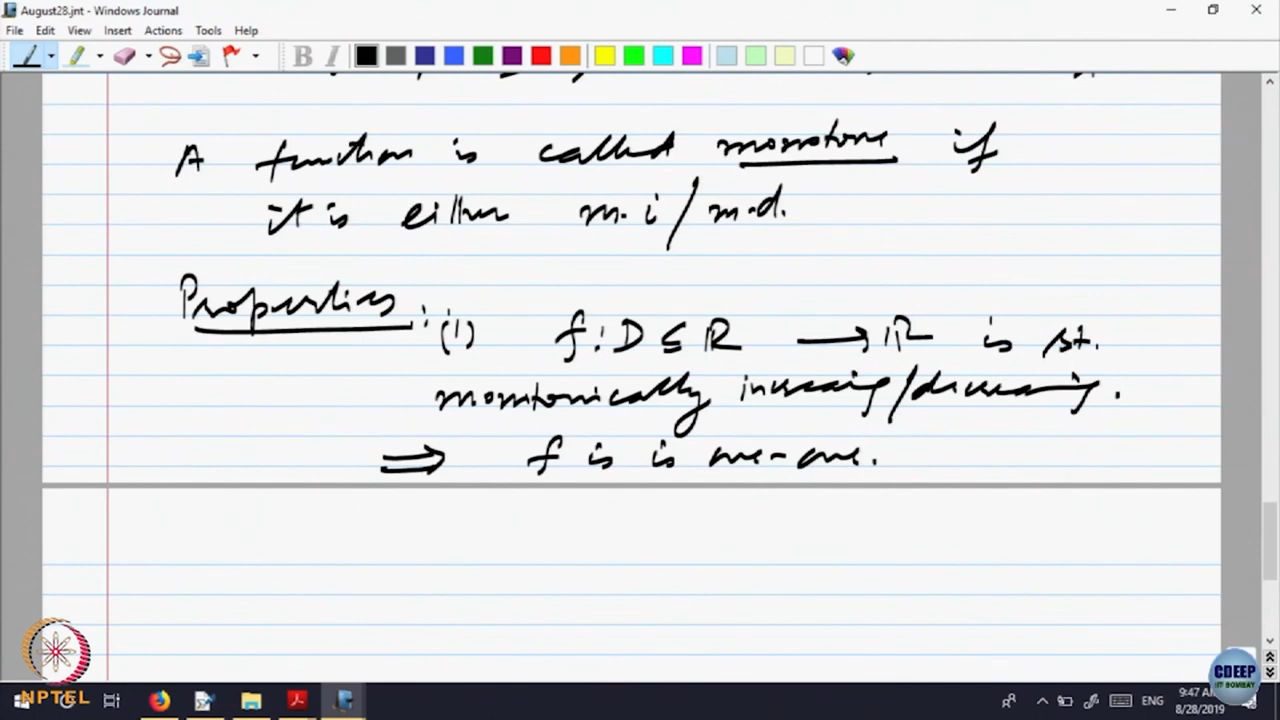 August28.jnt - Windows Journal
File Edit View Insert Actions Tools Help
A function is called monotone if
it is either m.i/m.d.
Properties: (1) f: D ⊆ ℝ → ℝ is st.
monotonically increasing/decreasing.
⇒ f is is one-one.
CDEEP
IIT BOMBAY
NPTEL
ENG
9:47 AM
8/28/2019